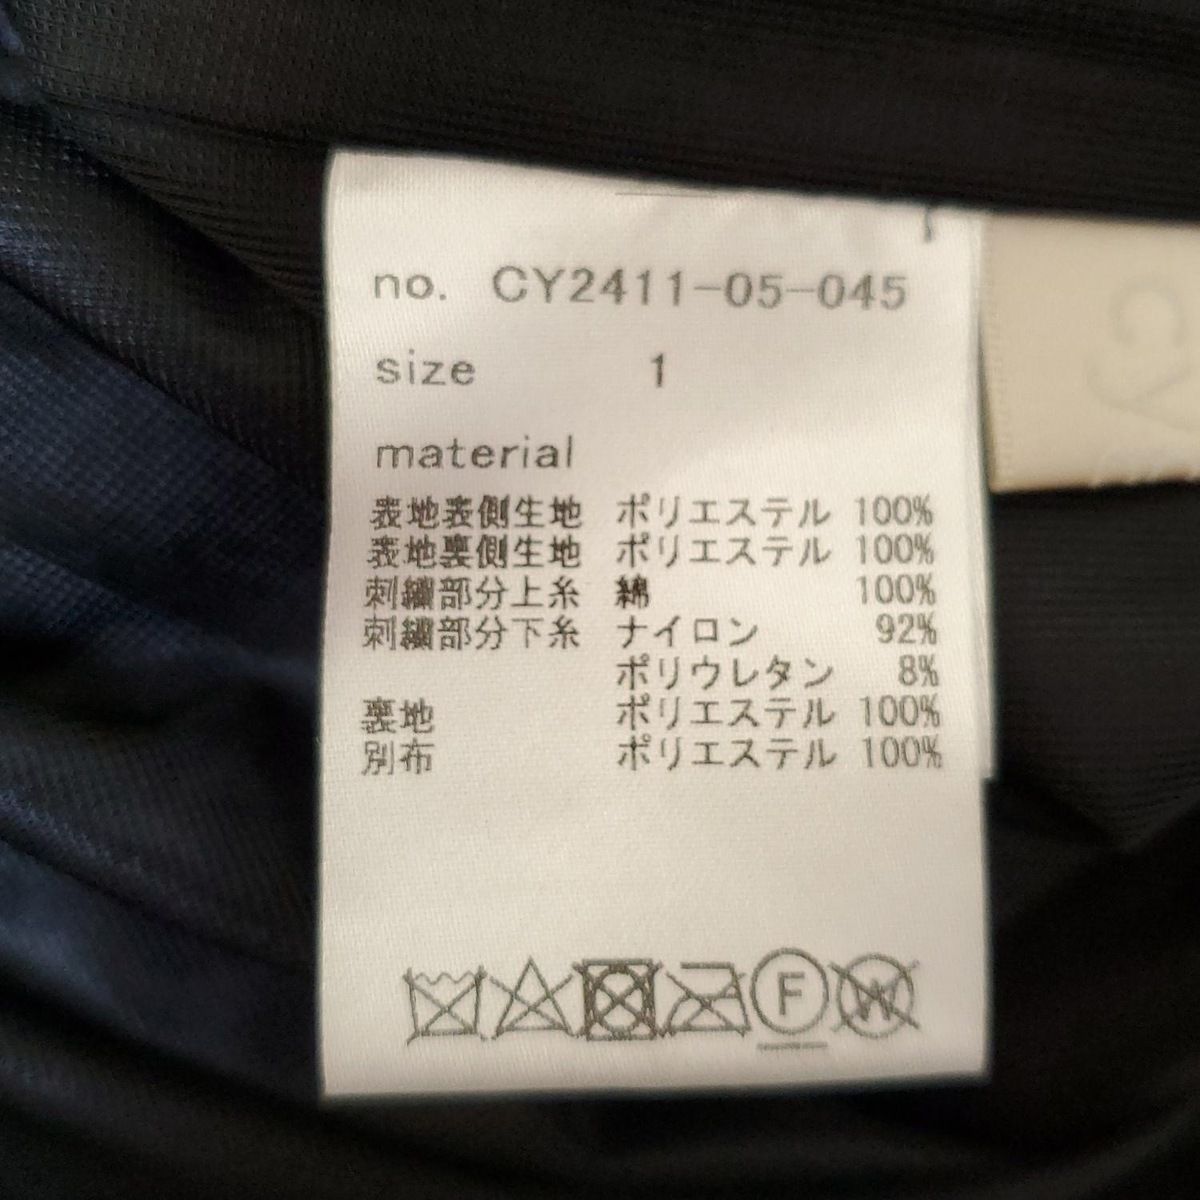 no. CY2411-05-045
size 1
material
表地表側生地 ポリエステル 100%
表地裏側生地 ポリエステル 100%
刺繍部分上糸 綿 100%
刺繍部分下糸 ナイロン 92%
ポリウレタン 8%
裏地 ポリエステル 100%
別布 ポリエステル 100%
F W